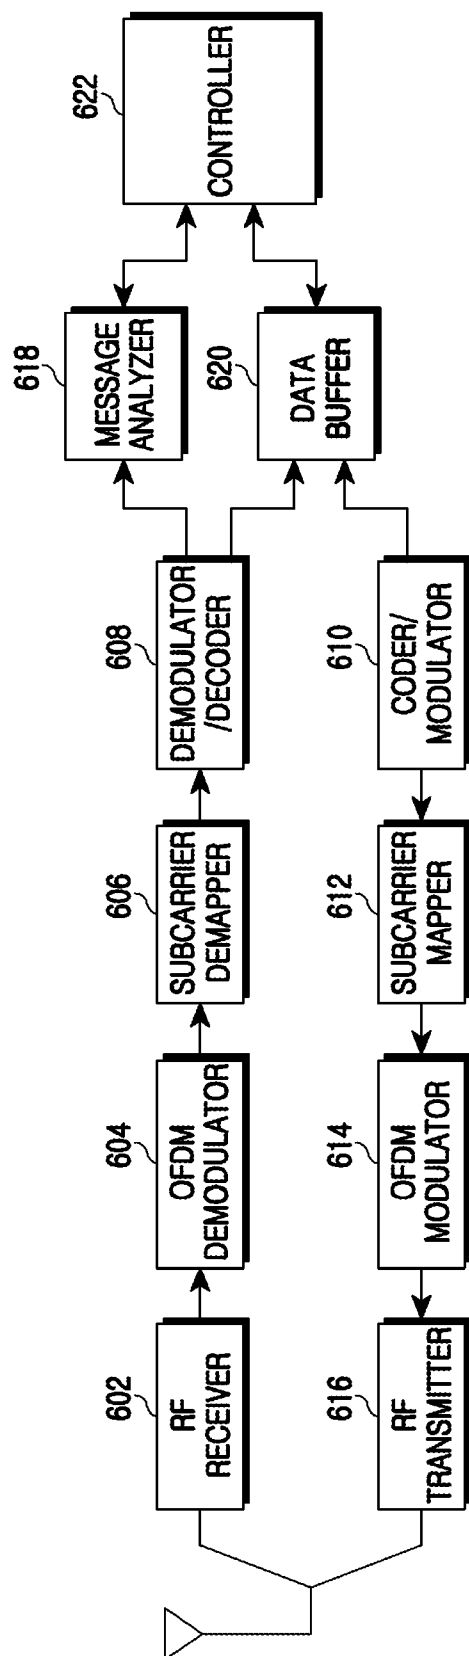 602
RF
RECEIVER
604
OFDM
DEMODULATOR
606
SUBCARRIER
DEMAPPER
608
DEMODULATOR
/DECODER
618
MESSAGE
ANALYZER
622
CONTROLLER
620
DATA
BUFFER
610
CODER/
MODULATOR
612
SUBCARRIER
MAPPER
614
OFDM
MODULATOR
616
RF
TRANSMITTER